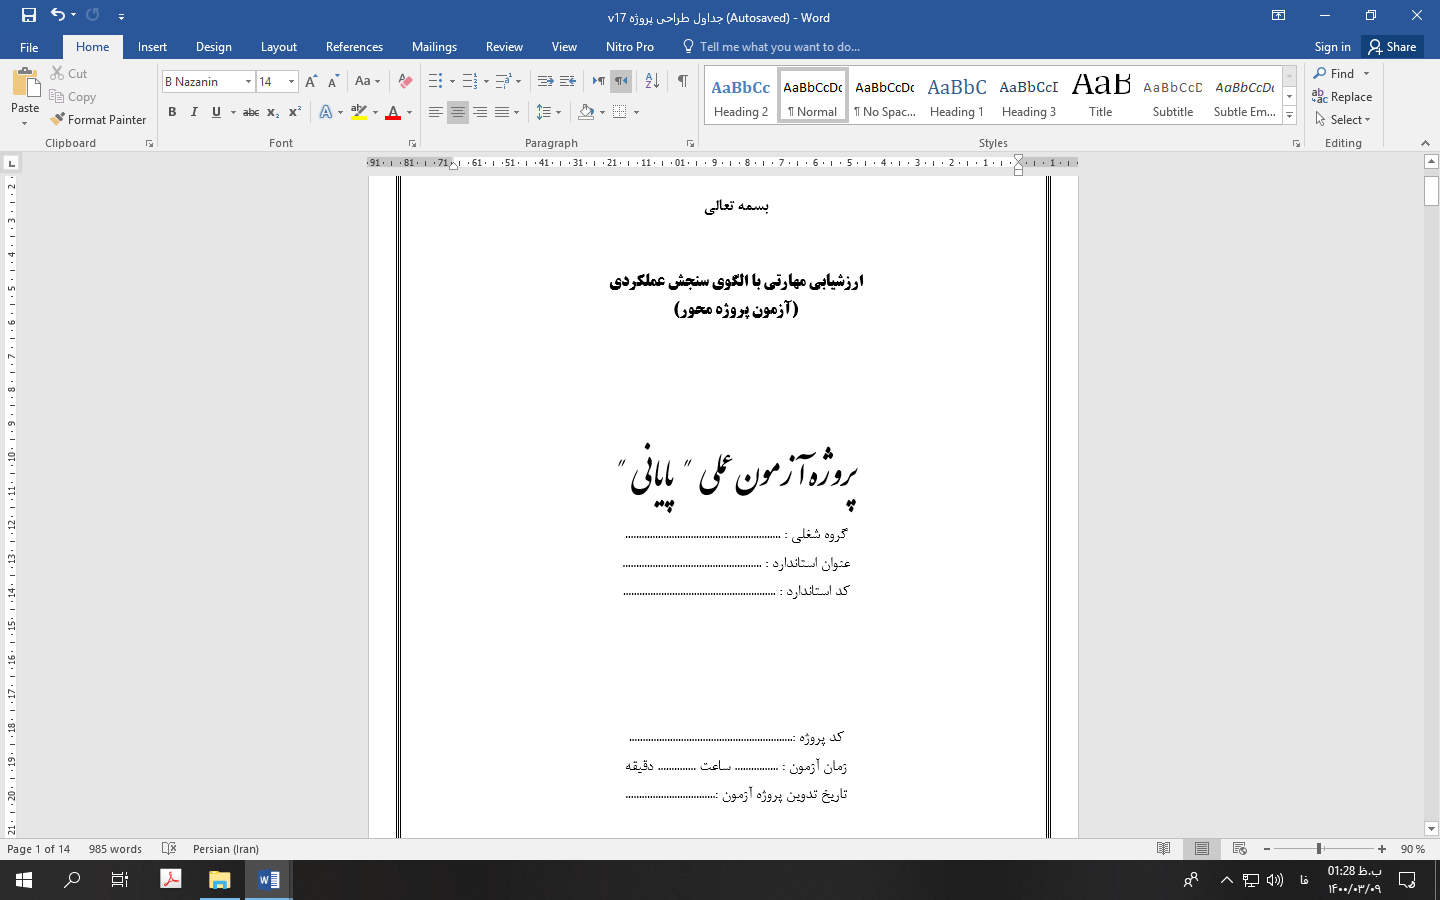 جداول طراحی پروژه v17 (Autosaved) - Word
File Home Insert Design Layout References Mailings Review View Nitro Pro Tell me what you want to do... Sign in Share
Paste
Cut
Copy
Format Painter
Clipboard
B Nazanin 14
Font
Paragraph
AaBbCc AaBbCcDc AaBbCcDc AaBbC AaBbCcI AaB AaBbCcD AaBbCcDc
Heading 2 ¶ Normal ¶ No Spac... Heading 1 Heading 3 Title Subtitle Subtle Em...
Styles
Find
Replace
Select
Editing
بسمه تعالی
ارزشیابی مهارتی با الگوی سنجش عملکردی
(آزمون پروژه محور)
پروژه آزمون عملی " پایانی "
گروه شغلی : .........................................................
عنوان استاندارد : ...................................................
کد استاندارد : ........................................................
کد پروژه :............................................................
زمان آزمون : ................ ساعت .............. دقیقه
تاریخ تدوین پروژه آزمون :.................................
Page 1 of 14 985 words Persian (Iran) 90 %
فا
01:28 ب.ظ
۱۴۰۰/۰۳/۰۹